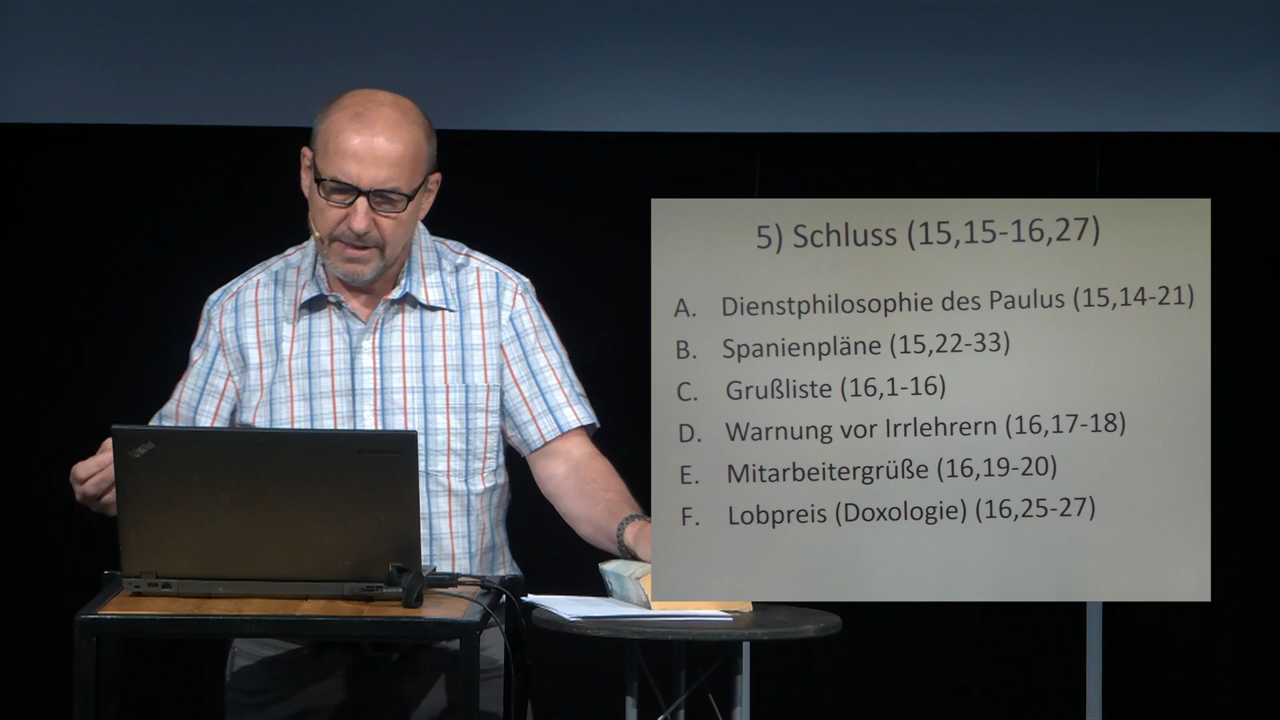 5) Schluss (15,15-16,27)
A. Dienstphilosophie des Paulus (15,14-21)
B. Spanienpläne (15,22-33)
C. Grußliste (16,1-16)
D. Warnung vor Irrlehrern (16,17-18)
E. Mitarbeitergrüße (16,19-20)
F. Lobpreis (Doxologie) (16,25-27)
ThinkPad